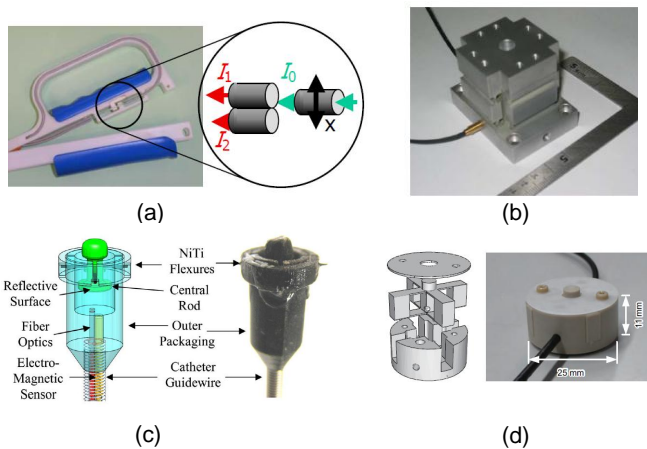 I1
I2
I0
x
(a)
5
(b)
NiTi
Flexures
Reflective
Surface
Central
Rod
Fiber
Optics
Outer
Packaging
Electro-
Magnetic
Sensor
Catheter
Guidewire
(c)
11 mm
25 mm
(d)